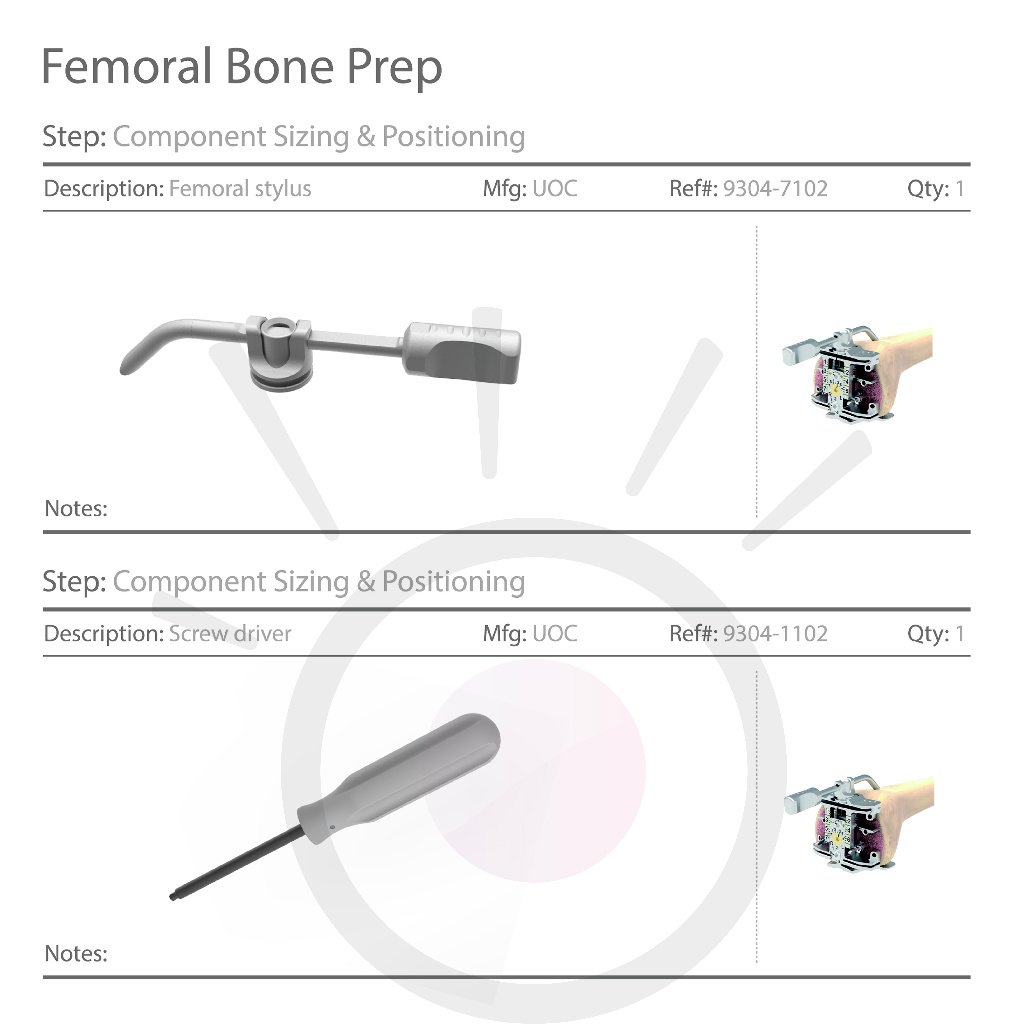 Femoral Bone Prep
Step: Component Sizing & Positioning
Description: Femoral stylus Mfg: UOC Ref#: 9304-7102 Qty: 1
Notes:
Step: Component Sizing & Positioning
Description: Screw driver Mfg: UOC Ref#: 9304-1102 Qty: 1
Notes: